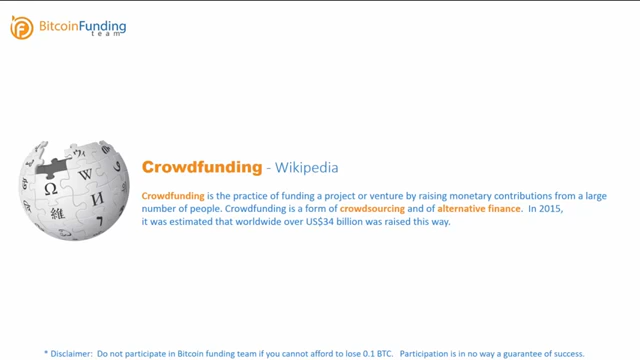 BitcoinFunding
team
Crowdfunding - Wikipedia
Crowdfunding is the practice of funding a project or venture by raising monetary contributions from a large
number of people. Crowdfunding is a form of crowdsourcing and of alternative finance. In 2015,
it was estimated that worldwide over US$34 billion was raised this way.
Ω W
維 И
* Disclaimer: Do not participate in Bitcoin funding team if you cannot afford to lose 0.1 BTC. Participation is in no way a guarantee of success.